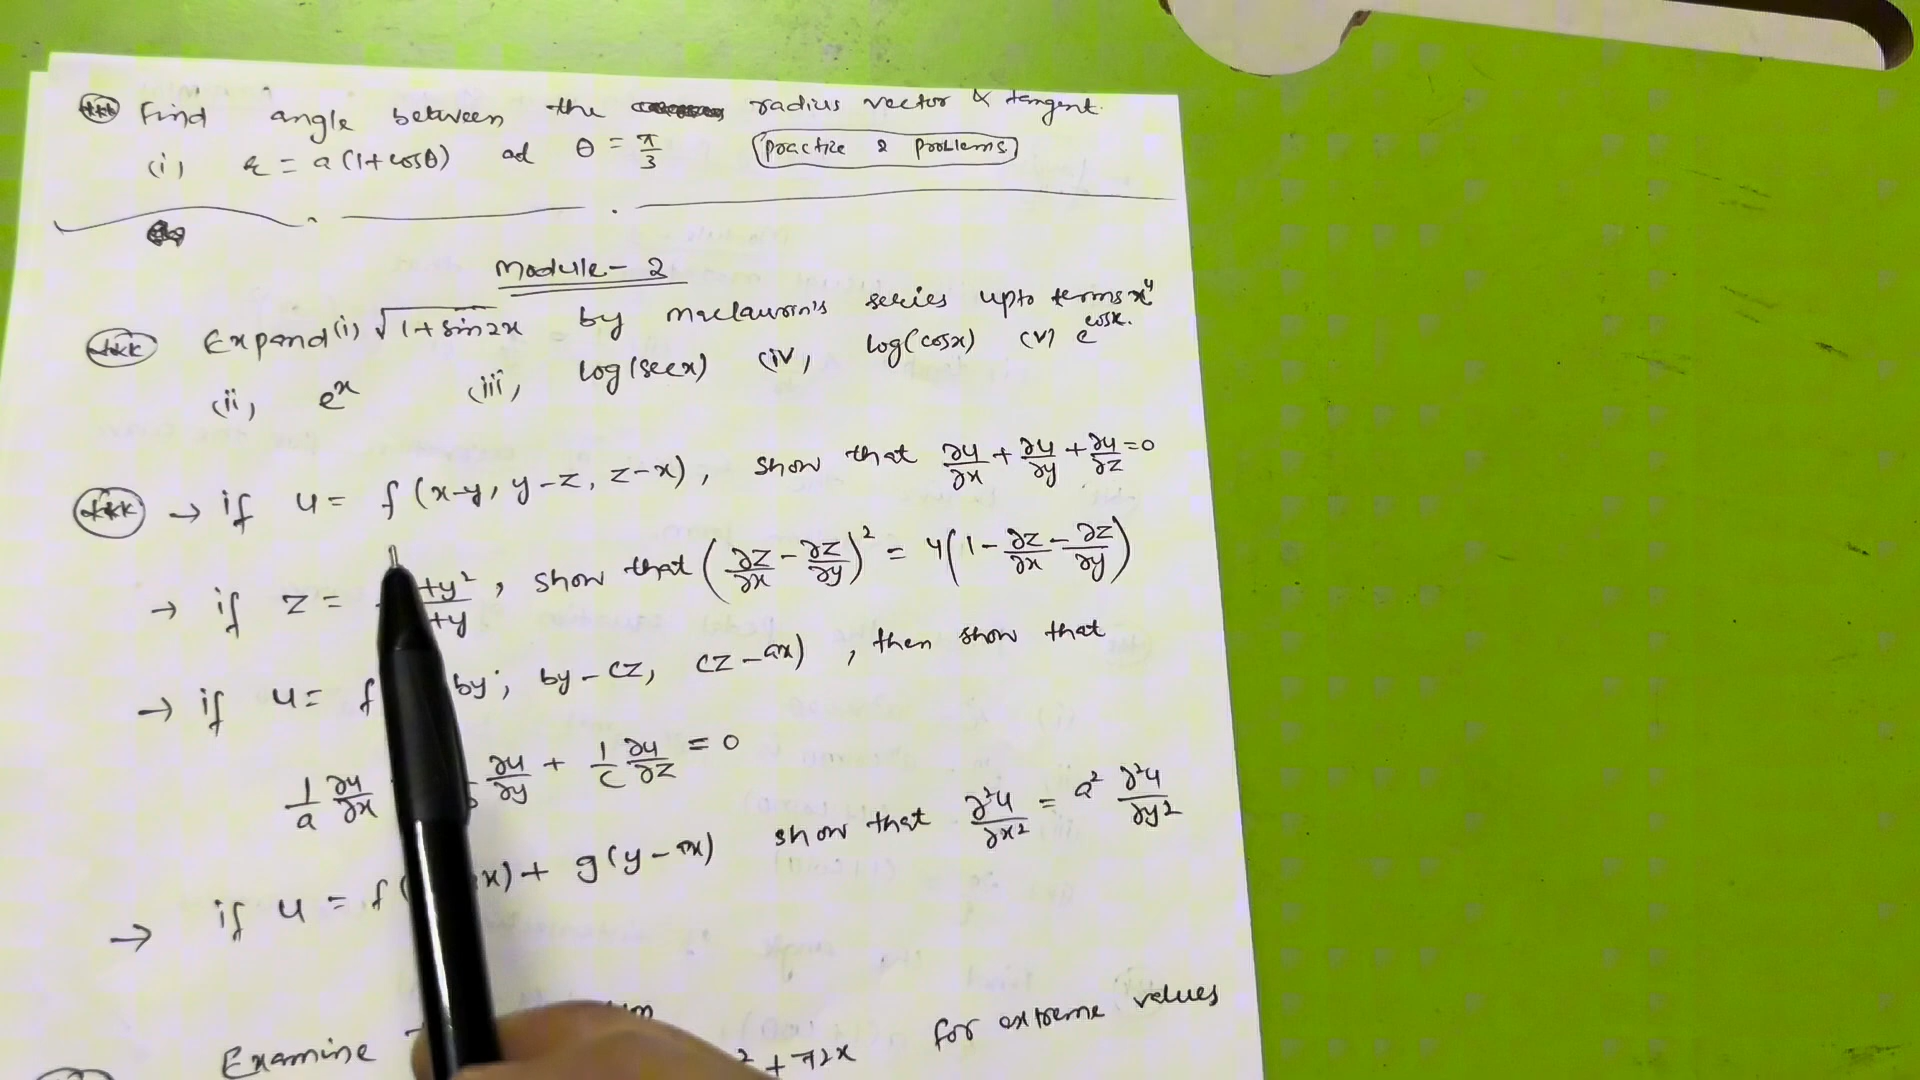 *** Find angle between the radius vector & tangent.
(i) r = a(1+cosθ) ad θ = π/3 practice 2 problems
Module - 2
*** Expand (i) √(1+sin2x) by maclaurin's series upto terms x⁴
(ii) eˣ (iii) log(secx) (iv) log(cosx) (v) e^cosx.
*** → if u = f(x-y, y-z, z-x), show that ∂u/∂x + ∂u/∂y + ∂u/∂z = 0
→ if z = +y²/+y, show that (∂z/∂x - ∂z/∂y)² = 4(1 - ∂z/∂x - ∂z/∂y)
→ if u = f by, by-cz, cz-ax), then show that
1/a ∂u/∂x ∂u/∂y + 1/c ∂u/∂z = 0
→ if u = f( x) + g(y-ax) show that ∂²u/∂x² = a² ∂²u/∂y²
Examine for extreme values
² + 72x